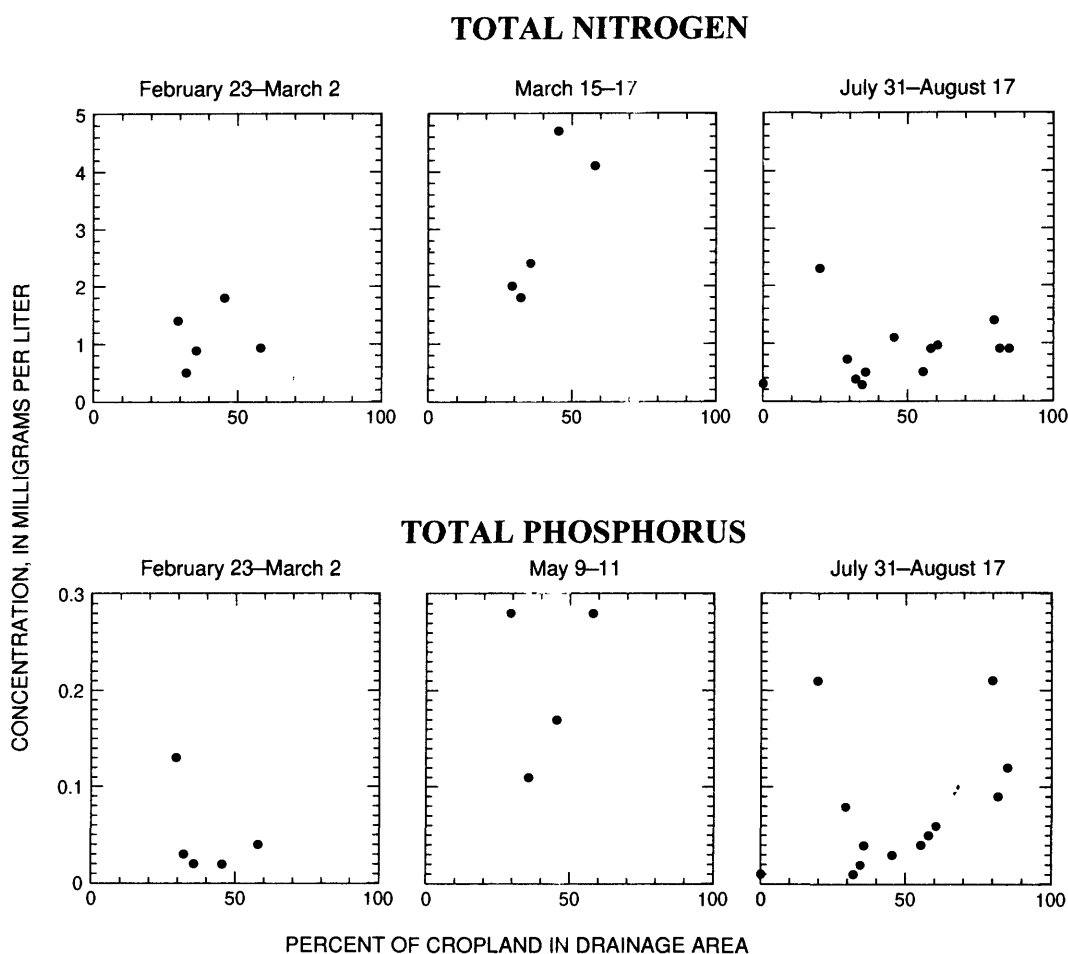 TOTAL NITROGEN
February 23–March 2
March 15–17
July 31–August 17
5
4
3
2
1
0
0 50 100
0 50 100
0 50 100
CONCENTRATION, IN MILLIGRAMS PER LITER
TOTAL PHOSPHORUS
February 23–March 2
May 9–11
July 31–August 17
0.3
0.2
0.1
0
0 50 100
0 50 100
0 50 100
PERCENT OF CROPLAND IN DRAINAGE AREA